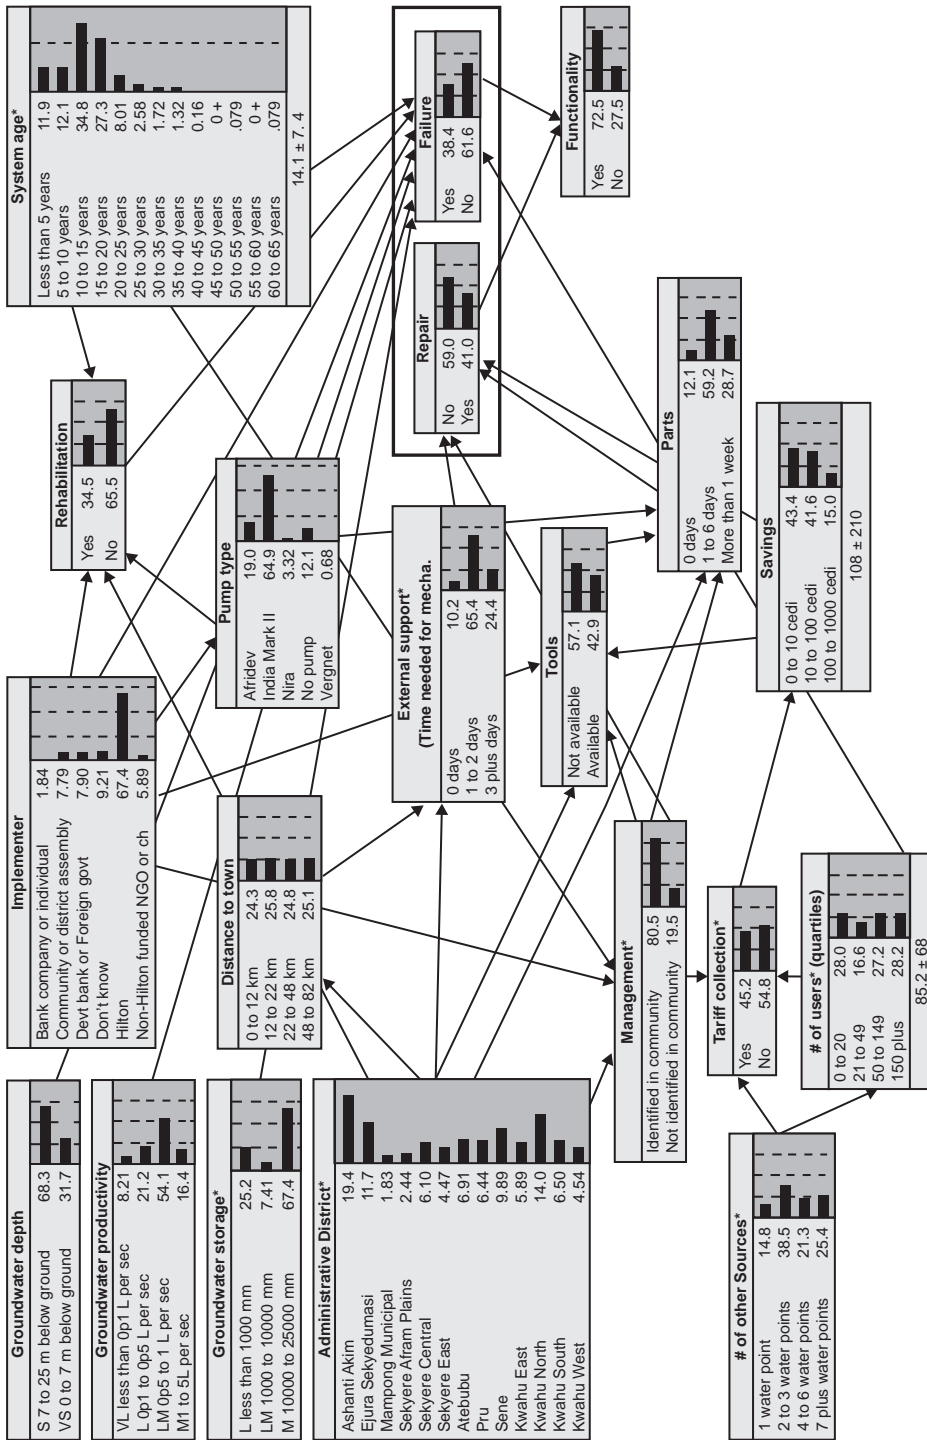 System age*
Less than 5 years 11.9
5 to 10 years 12.1
10 to 15 years 34.8
15 to 20 years 27.3
20 to 25 years 8.01
25 to 30 years 2.58
30 to 35 years 1.72
35 to 40 years 1.32
40 to 45 years 0.16
45 to 50 years 0 +
50 to 55 years .079
55 to 60 years 0 +
60 to 65 years .079
14.1 ± 7. 4
Failure
Yes 38.4
No 61.6
Repair
No 59.0
Yes 41.0
Functionality
Yes 72.5
No 27.5
Rehabilitation
Yes 34.5
No 65.5
Pump type
Afridev 19.0
India Mark II 64.9
Nira 3.32
No pump 12.1
Vergnet 0.68
External support*
(Time needed for mecha.
0 days 10.2
1 to 2 days 65.4
3 plus days 24.4
Tools
Not available 57.1
Available 42.9
Parts
0 days 12.1
1 to 6 days 59.2
More than 1 week 28.7
Savings
0 to 10 cedi 43.4
10 to 100 cedi 41.6
100 to 1000 cedi 15.0
108 ± 210
Implementer
Bank company or individual 1.84
Community or district assembly 7.79
Devt bank or Foreign govt 7.90
Don't know 9.21
Hilton 67.4
Non-Hilton funded NGO or ch 5.89
Distance to town
0 to 12 km 24.3
12 to 22 km 25.8
22 to 48 km 24.8
48 to 82 km 25.1
Management*
Identified in community 80.5
Not identified in community 19.5
Tariff collection*
Yes 45.2
No 54.8
# of users* (quartiles)
0 to 20 28.0
21 to 49 16.6
50 to 149 27.2
150 plus 28.2
85.2 ± 68
Groundwater depth
S 7 to 25 m below ground 68.3
VS 0 to 7 m below ground 31.7
Groundwater productivity
VL less than 0p1 L per sec 8.21
L 0p1 to 0p5 L per sec 21.2
LM 0p5 to 1 L per sec 54.1
M1 to 5L per sec 16.4
Groundwater storage*
L less than 1000 mm 25.2
LM 1000 to 10000 mm 7.41
M 10000 to 25000 mm 67.4
Administrative District*
Ashanti Akim 19.4
Ejura Sekyedumasi 11.7
Mampong Municipal 1.83
Sekyere Afram Plains 2.44
Sekyere Central 6.10
Sekyere East 4.47
Atebubu 6.91
Pru 6.44
Sene 9.89
Kwahu East 5.89
Kwahu North 14.0
Kwahu South 6.50
Kwahu West 4.54
# of other Sources*
1 water point 14.8
2 to 3 water points 38.5
4 to 6 water points 21.3
7 plus water points 25.4